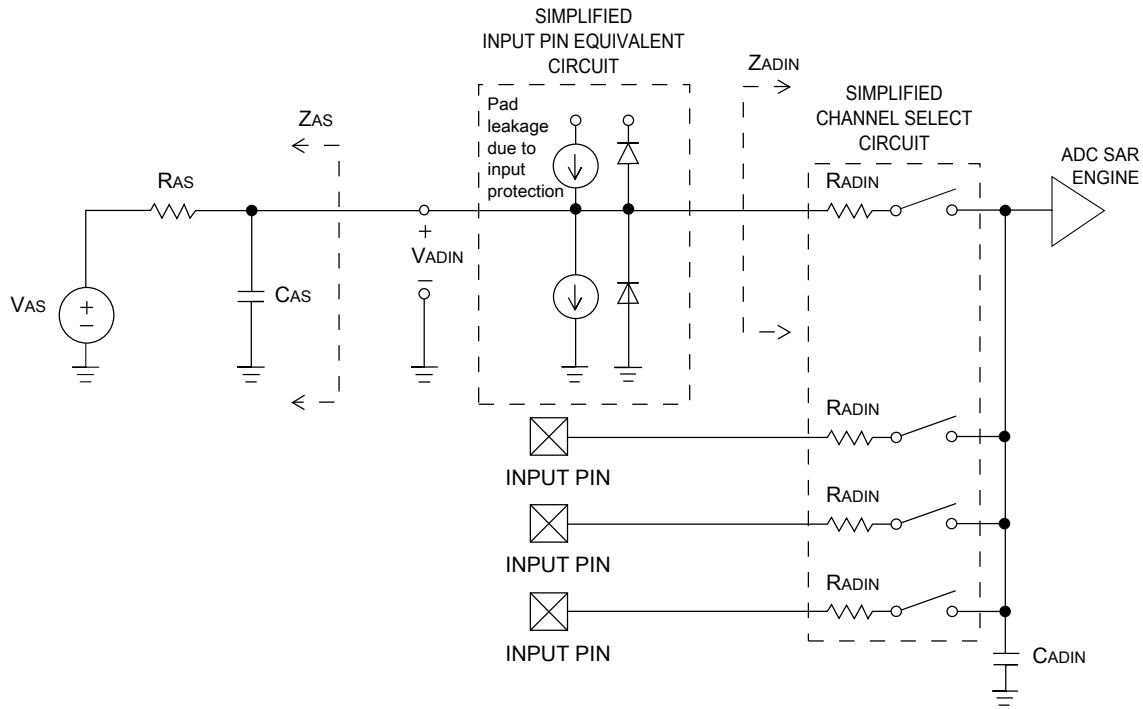 SIMPLIFIED
INPUT PIN EQUIVALENT
CIRCUIT
Pad
leakage
due to
input
protection
ZADIN
SIMPLIFIED
CHANNEL SELECT
CIRCUIT
ZAS
RAS
RADIN
ADC SAR
ENGINE
+
VADIN
−
CAS
VAS
+
−
RADIN
INPUT PIN
RADIN
INPUT PIN
RADIN
INPUT PIN
CADIN